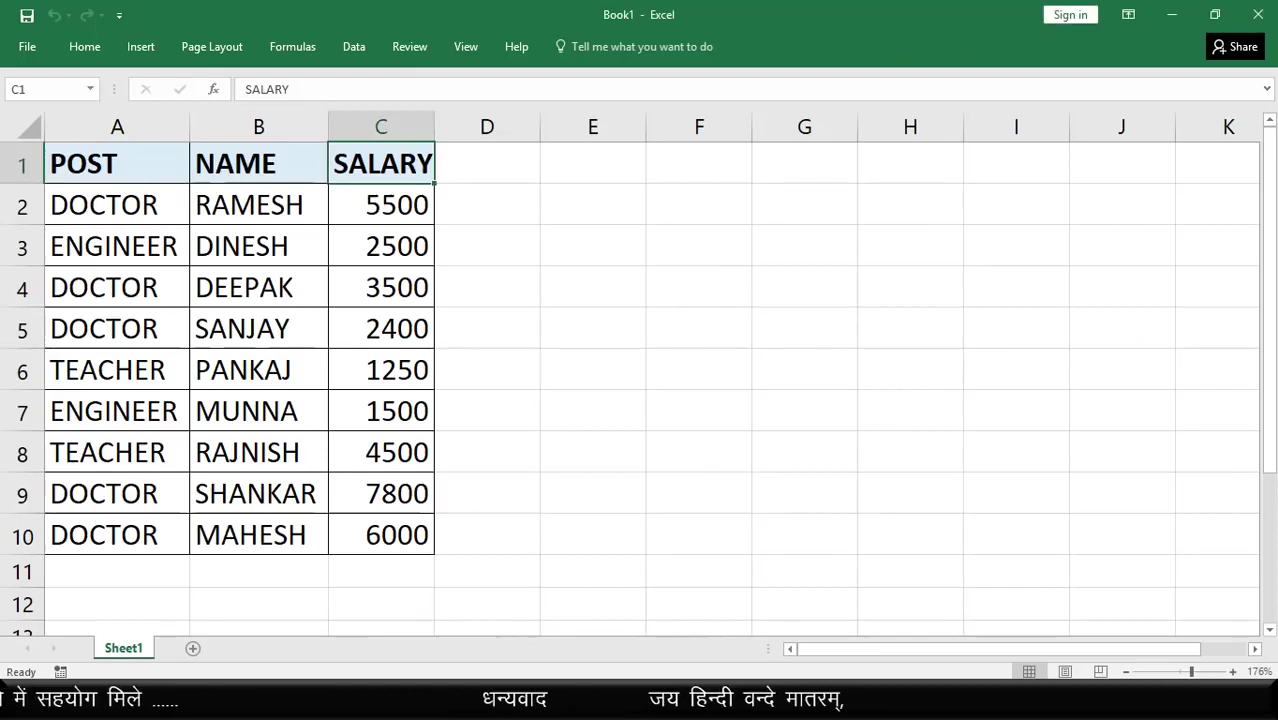 Book1 - Excel
Sign in
File Home Insert Page Layout Formulas Data Review View Help Tell me what you want to do Share
C1 fx SALARY
A B C D E F G H I J K
1 POST NAME SALARY
2 DOCTOR RAMESH 5500
3 ENGINEER DINESH 2500
4 DOCTOR DEEPAK 3500
5 DOCTOR SANJAY 2400
6 TEACHER PANKAJ 1250
7 ENGINEER MUNNA 1500
8 TEACHER RAJNISH 4500
9 DOCTOR SHANKAR 7800
10 DOCTOR MAHESH 6000
11
12
13
Sheet1
Ready 176%
में सहयोग मिले ...... धन्यवाद जय हिन्दी वन्दे मातरम्,